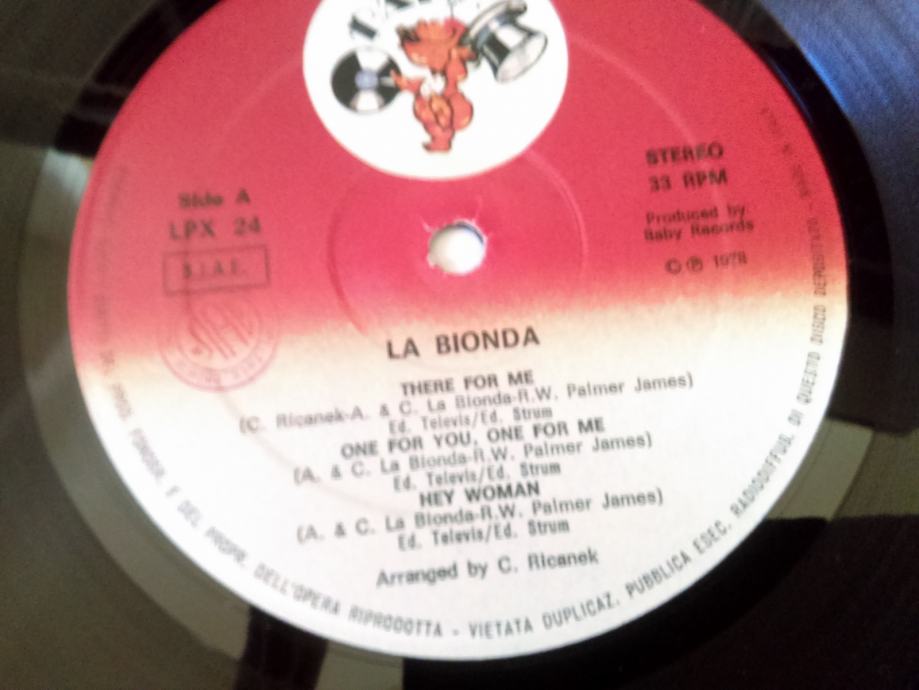 Side A
LPX 24
S.I.A.E.
STEREO
33 RPM
Produced by
Baby Records
© ℗ 1978
LA BIONDA
THERE FOR ME
(C. Ricanek-A. & C. La Bionda-R.W. Palmer James)
Ed. Televis/Ed. Strum
ONE FOR YOU, ONE FOR ME
(A. & C. La Bionda-R.W. Palmer James)
Ed. Televis/Ed. Strum
HEY WOMAN
(A. & C. La Bionda-R.W. Palmer James)
Ed. Televis/Ed. Strum
Arranged by C. Ricanek
E DEL PROPR. DELL'OPERA RIPRODOTTA - VIETATA DUPLICAZ. PUBBLICA ESEC. RADIODIFFUS. DI QUESTO DISCO DEPOSITATO